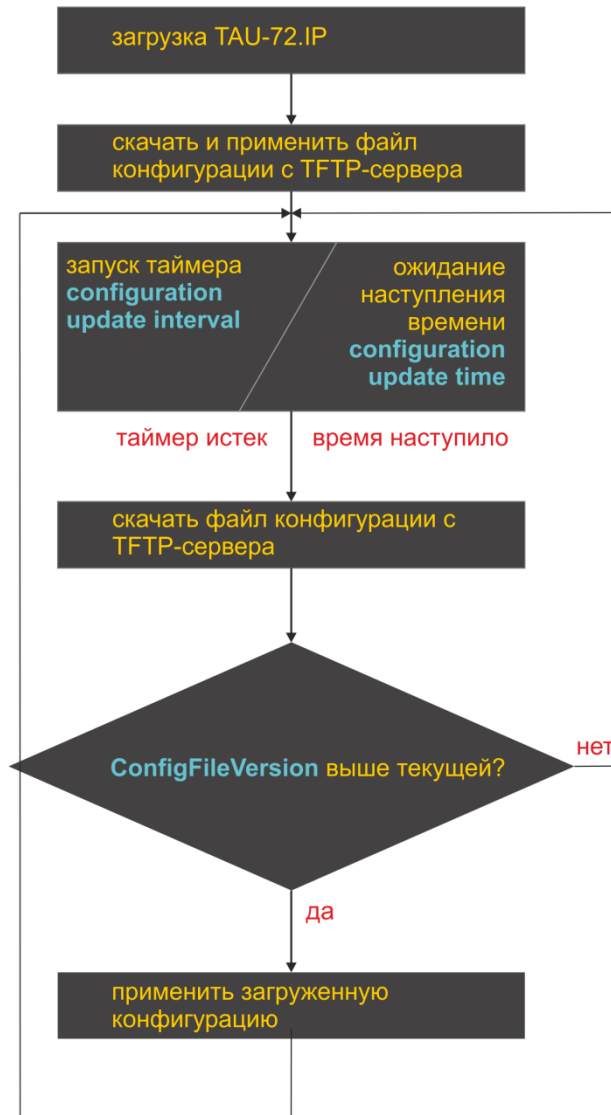 загрузка TAU-72.IP
скачать и применить файл
конфигурации с TFTP-сервера
запуск таймера
configuration
update interval
ожидание
наступления
времени
configuration
update time
таймер истек
время наступило
скачать файл конфигурации с
TFTP-сервера
ConfigFileVersion выше текущей?
нет
да
применить загруженную
конфигурацию